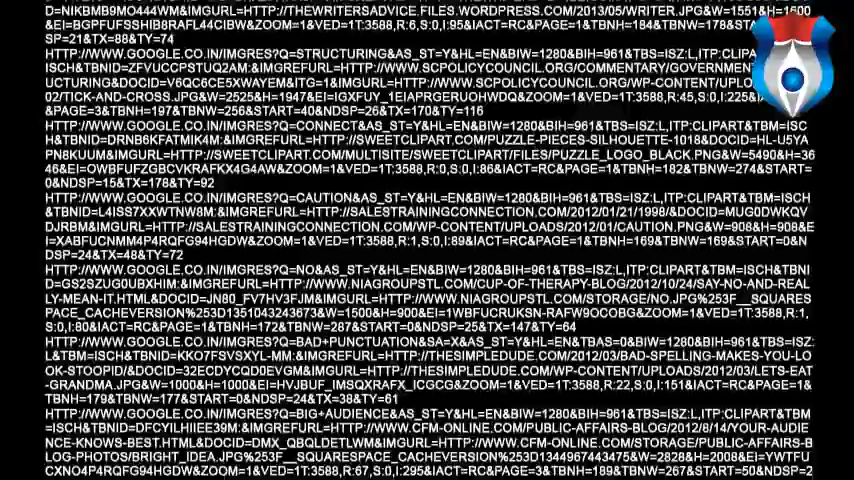 D=NIKBMB9MO444WM&IMGURL=HTTP://THEWRITERSADVICE.FILES.WORDPRESS.COM/2013/05/WRITER.JPG&W=1551&H=1600
&EI=BGPFUFSSHIB8RAFL44CIBW&ZOOM=1&VED=1T:3588,R:6,S:0,I:95&IACT=RC&PAGE=1&TBNH=184&TBNW=178&STA
SP=21&TX=88&TY=74
HTTP://WWW.GOOGLE.CO.IN/IMGRES?Q=STRUCTURING&AS_ST=Y&HL=EN&BIW=1280&BIH=961&TBS=ISZ:L,ITP:CLIPA
ISCH&TBNID=ZFVUCCPSTUQ2AM:&IMGREFURL=HTTP://WWW.SCPOLICYCOUNCIL.ORG/COMMENTARY/GOVERNMEN
UCTURING&DOCID=V6QC6CE5XWAYEM&ITG=1&IMGURL=HTTP://WWW.SCPOLICYCOUNCIL.ORG/WP-CONTENT/UPLO
02/TICK-AND-CROSS.JPG&W=2525&H=1947&EI=IGXFUY_1EIAPRGERUOHWDQ&ZOOM=1&VED=1T:3588,R:45,S:0,I:225&I
&PAGE=3&TBNH=197&TBNW=256&START=40&NDSP=26&TX=170&TY=116
HTTP://WWW.GOOGLE.CO.IN/IMGRES?Q=CONNECT&AS_ST=Y&HL=EN&BIW=1280&BIH=961&TBS=ISZ:L,ITP:CLIPART&TBM=ISC
H&TBNID=DRNB6KFATMIK4M:&IMGREFURL=HTTP://SWEETCLIPART.COM/PUZZLE-PIECES-SILHOUETTE-1018&DOCID=HL-U5YA
PN8KUUM&IMGURL=HTTP://SWEETCLIPART.COM/MULTISITE/SWEETCLIPART/FILES/PUZZLE_LOGO_BLACK.PNG&W=5490&H=36
46&EI=OWBFUFZGBCVKRAFKX4G4AW&ZOOM=1&VED=1T:3588,R:0,S:0,I:86&IACT=RC&PAGE=1&TBNH=182&TBNW=274&START=
0&NDSP=15&TX=178&TY=92
HTTP://WWW.GOOGLE.CO.IN/IMGRES?Q=CAUTION&AS_ST=Y&HL=EN&BIW=1280&BIH=961&TBS=ISZ:L,ITP:CLIPART&TBM=ISCH
&TBNID=L4ISS7XXWTNW8M:&IMGREFURL=HTTP://SALESTRAININGCONNECTION.COM/2012/01/21/1998/&DOCID=MUG0DWKQV
DJRBM&IMGURL=HTTP://SALESTRAININGCONNECTION.COM/WP-CONTENT/UPLOADS/2012/01/CAUTION.PNG&W=908&H=908&E
I=XABFUCNMM4P4RQFG94HGDW&ZOOM=1&VED=1T:3588,R:1,S:0,I:89&IACT=RC&PAGE=1&TBNH=169&TBNW=169&START=0&N
DSP=24&TX=48&TY=72
HTTP://WWW.GOOGLE.CO.IN/IMGRES?Q=NO&AS_ST=Y&HL=EN&BIW=1280&BIH=961&TBS=ISZ:L,ITP:CLIPART&TBM=ISCH&TBNI
D=GS2SZUG0UBXHIM:&IMGREFURL=HTTP://WWW.NIAGROUPSTL.COM/CUP-OF-THERAPY-BLOG/2012/10/24/SAY-NO-AND-REAL
LY-MEAN-IT.HTML&DOCID=JN80_FV7HV3FJM&IMGURL=HTTP://WWW.NIAGROUPSTL.COM/STORAGE/NO.JPG%253F__SQUARES
PACE_CACHEVERSION%253D1351043243673&W=1500&H=900&EI=1WBFUCRUKSN-RAFW9OCOBG&ZOOM=1&VED=1T:3588,R:1,
S:0,I:80&IACT=RC&PAGE=1&TBNH=172&TBNW=287&START=0&NDSP=25&TX=147&TY=64
HTTP://WWW.GOOGLE.CO.IN/IMGRES?Q=BAD+PUNCTUATION&SA=X&AS_ST=Y&HL=EN&TBAS=0&BIW=1280&BIH=961&TBS=ISZ:
L&TBM=ISCH&TBNID=KKO7FSVSXYL-MM:&IMGREFURL=HTTP://THESIMPLEDUDE.COM/2012/03/BAD-SPELLING-MAKES-YOU-LO
OK-STOOPID/&DOCID=32ECDYCQD0EVGM&IMGURL=HTTP://THESIMPLEDUDE.COM/WP-CONTENT/UPLOADS/2012/03/LETS-EAT
-GRANDMA.JPG&W=1000&H=1000&EI=HVJBUF_IMSQXRAFX_ICGCG&ZOOM=1&VED=1T:3588,R:22,S:0,I:151&IACT=RC&PAGE=1&
TBNH=179&TBNW=177&START=0&NDSP=24&TX=38&TY=61
HTTP://WWW.GOOGLE.CO.IN/IMGRES?Q=BIG+AUDIENCE&AS_ST=Y&HL=EN&BIW=1280&BIH=961&TBS=ISZ:L,ITP:CLIPART&TBM
=ISCH&TBNID=DFCYILHIIEE39M:&IMGREFURL=HTTP://WWW.CFM-ONLINE.COM/PUBLIC-AFFAIRS-BLOG/2012/8/14/YOUR-AUDIE
NCE-KNOWS-BEST.HTML&DOCID=DMX_QBQLDETLWM&IMGURL=HTTP://WWW.CFM-ONLINE.COM/STORAGE/PUBLIC-AFFAIRS-B
LOG-PHOTOS/BRIGHT_IDEA.JPG%253F__SQUARESPACE_CACHEVERSION%253D1344967443475&W=2828&H=2008&EI=YWTFU
CXNO4P4RQFG94HGDW&ZOOM=1&VED=1T:3588,R:67,S:0,I:295&IACT=RC&PAGE=3&TBNH=189&TBNW=267&START=50&NDSP=2